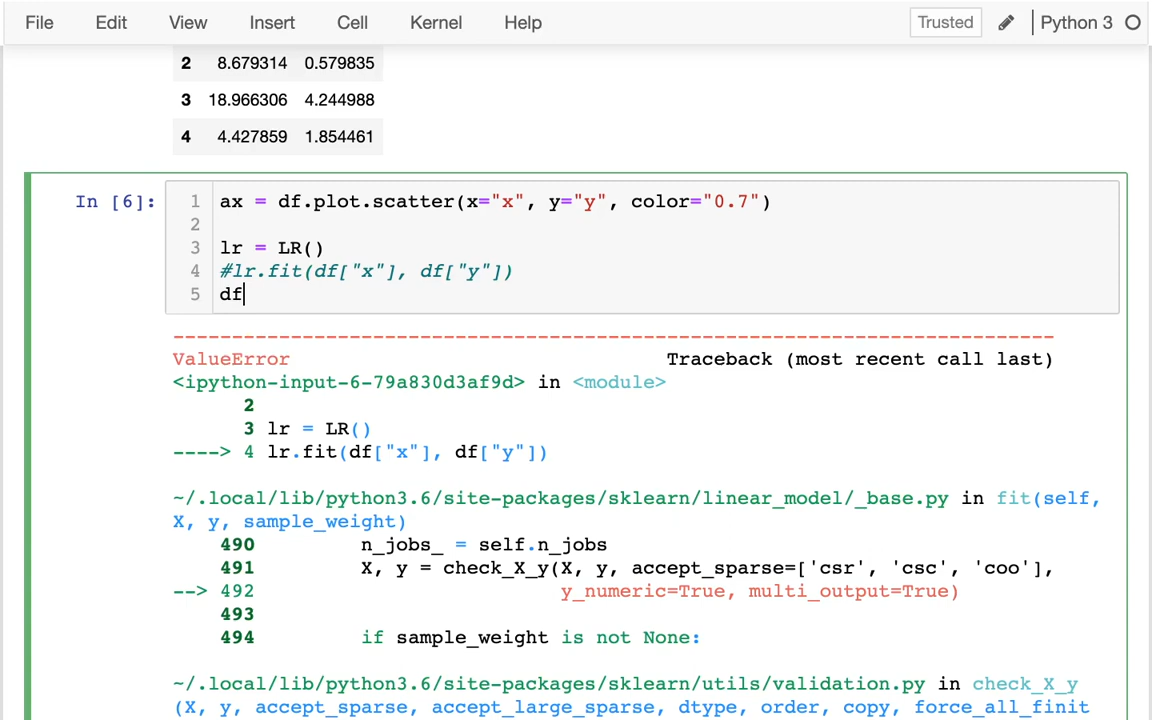 File Edit View Insert Cell Kernel Help Trusted Python 3
2 8.679314 0.579835
3 18.966306 4.244988
4 4.427859 1.854461
In [6]: 1 ax = df.plot.scatter(x="x", y="y", color="0.7")
2
3 lr = LR()
4 #lr.fit(df["x"], df["y"])
5 df
---------------------------------------------------------------------------
ValueError Traceback (most recent call last)
<ipython-input-6-79a830d3af9d> in <module>
2
3 lr = LR()
----> 4 lr.fit(df["x"], df["y"])
~/.local/lib/python3.6/site-packages/sklearn/linear_model/_base.py in fit(self,
X, y, sample_weight)
490 n_jobs_ = self.n_jobs
491 X, y = check_X_y(X, y, accept_sparse=['csr', 'csc', 'coo'],
--> 492 y_numeric=True, multi_output=True)
493
494 if sample_weight is not None:
~/.local/lib/python3.6/site-packages/sklearn/utils/validation.py in check_X_y
(X, y, accept_sparse, accept_large_sparse, dtype, order, copy, force_all_finit